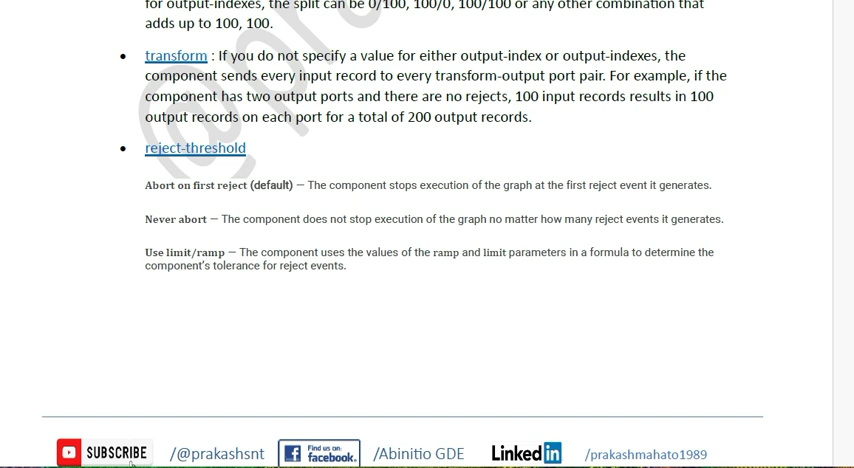 for output-indexes, the split can be 0/100, 100/0, 100/100 or any other combination that
adds up to 100, 100.
• transform : If you do not specify a value for either output-index or output-indexes, the
component sends every input record to every transform-output port pair. For example, if the
component has two output ports and there are no rejects, 100 input records results in 100
output records on each port for a total of 200 output records.
• reject-threshold
Abort on first reject (default) — The component stops execution of the graph at the first reject event it generates.
Never abort — The component does not stop execution of the graph no matter how many reject events it generates.
Use limit/ramp — The component uses the values of the ramp and limit parameters in a formula to determine the
component's tolerance for reject events.
SUBSCRIBE /@prakashsnt Find us on: facebook. /Abinitio GDE Linked in /prakashmahato1989